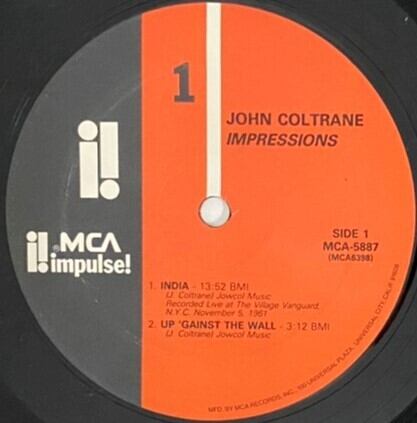 1
JOHN COLTRANE
IMPRESSIONS
i!
SIDE 1
MCA-5887
(MCA6398)
i! MCA
impulse!
1. INDIA - 13:52 BMI
(J. Coltrane) Jowcol Music
Recorded Live at The Village Vanguard,
N.Y.C. November 5, 1961
2. UP 'GAINST THE WALL - 3:12 BMI
(J. Coltrane) Jowcol Music
MFD. BY MCA RECORDS, INC., 100 UNIVERSAL PLAZA, UNIVERSAL CITY, CALIF. 91608